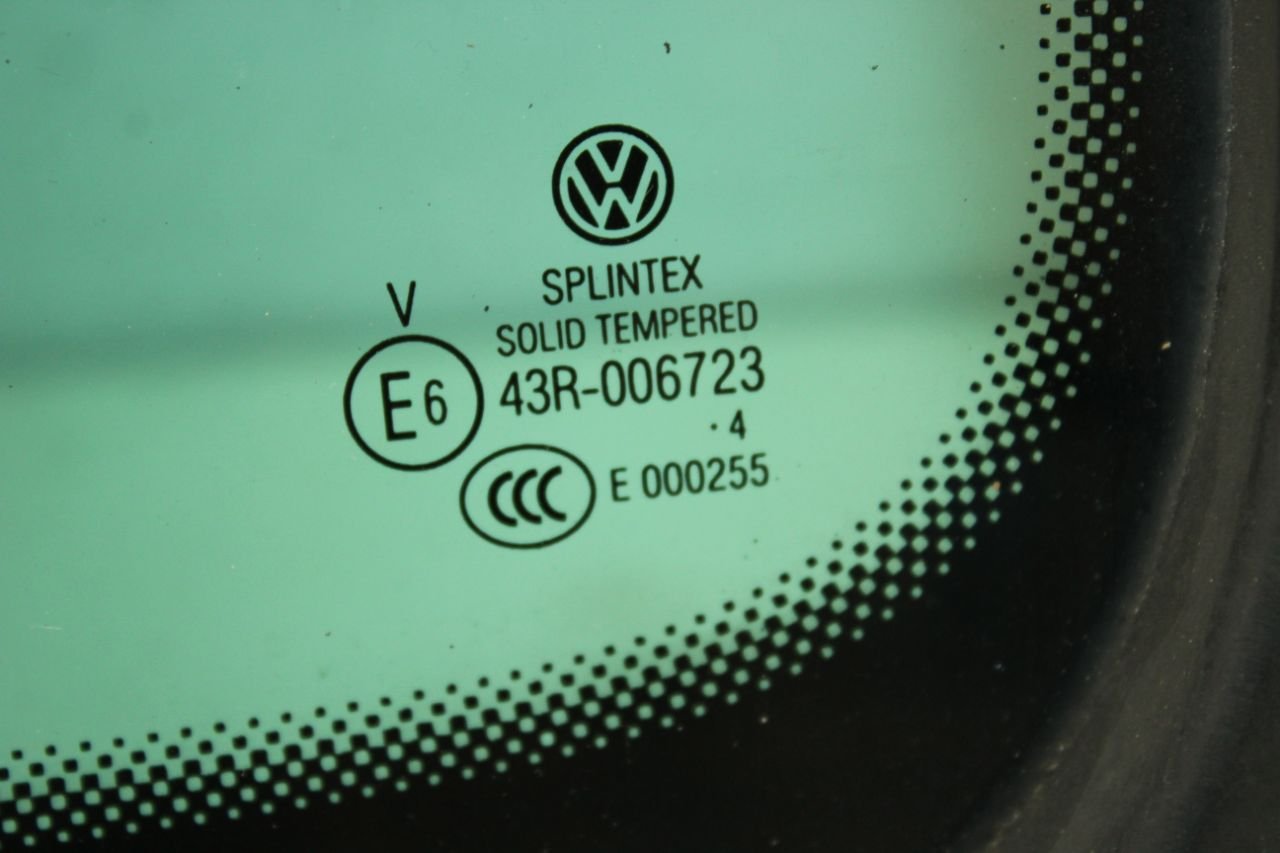 SPLINTEX
SOLID TEMPERED
V
E6 43R-006723
· 4
CCC E 000255